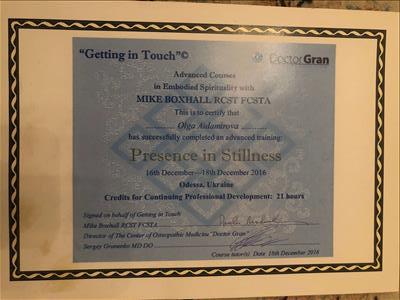 "Getting in Touch"©
DoctorGran
Advanced Courses
in Embodied Spirituality with
MIKE BOXHALL RCST FCSTA
This is to certify that
Olga Aidamirova
has successfully completed an advanced training:
Presence in Stillness
16th December—18th December 2016
Odessa, Ukraine
Credits for Continuing Professional Development: 21 hours
Signed on behalf of Getting in Touch
Mike Boxhall RCST FCSTA
Director of The Center of Osteopathic Medicine "Doctor Gran"
Sergey Gronenko MD DO
Course tutor(s) Date 18th December 2016